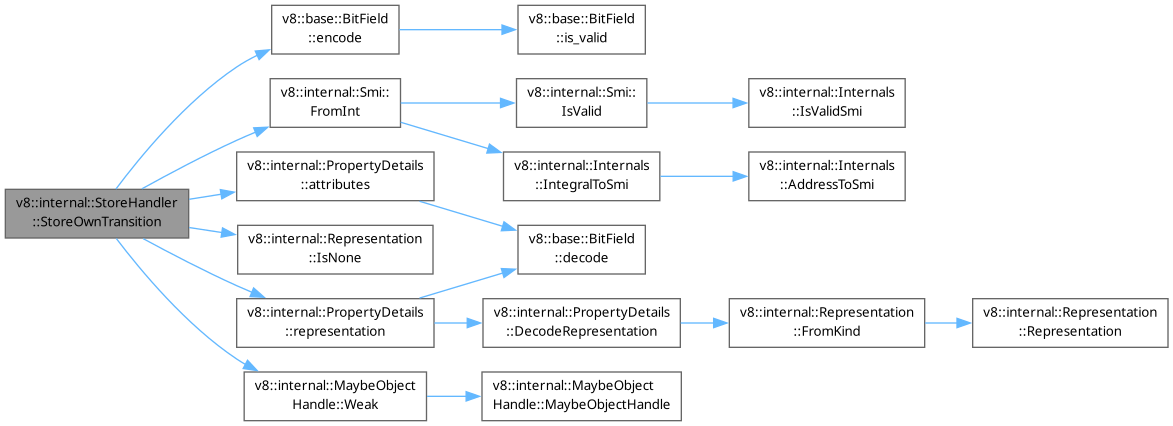 v8::base::BitField
::encode
v8::base::BitField
::is_valid
v8::internal::Smi::
FromInt
v8::internal::Smi::
IsValid
v8::internal::Internals
::IsValidSmi
v8::internal::PropertyDetails
::attributes
v8::internal::Internals
::IntegralToSmi
v8::internal::Internals
::AddressToSmi
v8::internal::StoreHandler
::StoreOwnTransition
v8::internal::Representation
::IsNone
v8::base::BitField
::decode
v8::internal::PropertyDetails
::representation
v8::internal::PropertyDetails
::DecodeRepresentation
v8::internal::Representation
::FromKind
v8::internal::Representation
::Representation
v8::internal::MaybeObject
Handle::Weak
v8::internal::MaybeObject
Handle::MaybeObjectHandle